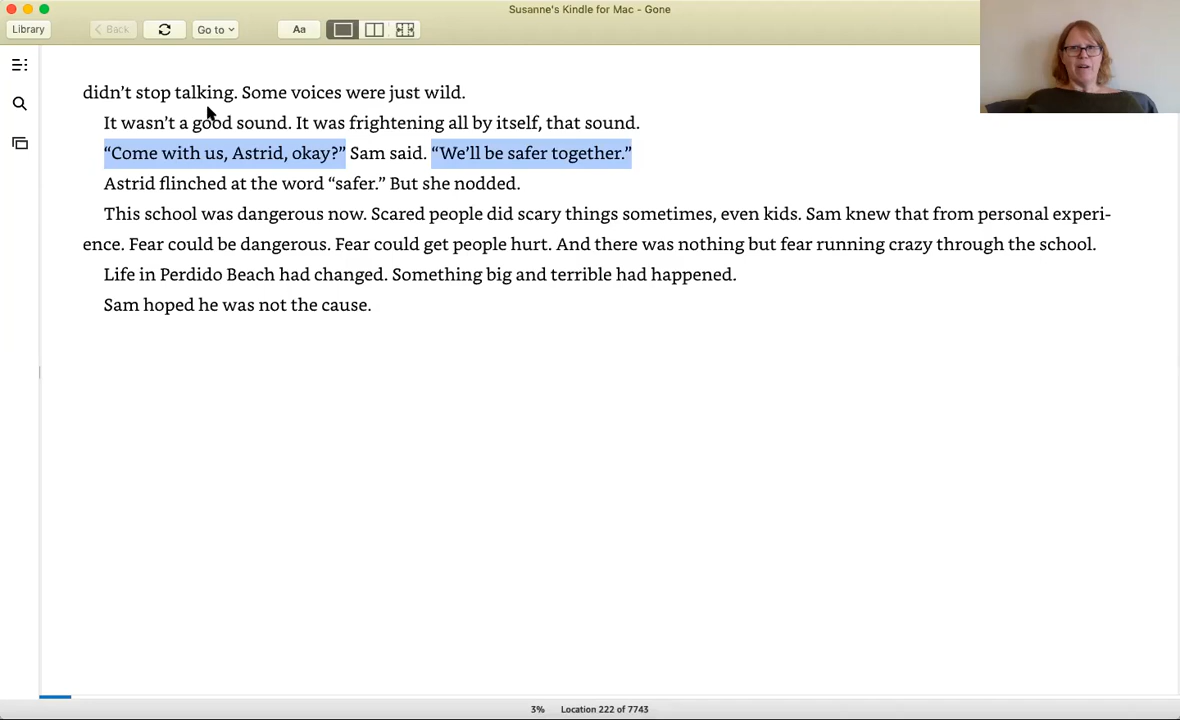 Susanne's Kindle for Mac - Gone
Library
Back
Go to
Aa
didn’t stop talking. Some voices were just wild.
It wasn’t a good sound. It was frightening all by itself, that sound.
“Come with us, Astrid, okay?” Sam said. “We’ll be safer together.”
Astrid flinched at the word “safer.” But she nodded.
This school was dangerous now. Scared people did scary things sometimes, even kids. Sam knew that from personal experi-
ence. Fear could be dangerous. Fear could get people hurt. And there was nothing but fear running crazy through the school.
Life in Perdido Beach had changed. Something big and terrible had happened.
Sam hoped he was not the cause.
3% Location 222 of 7743